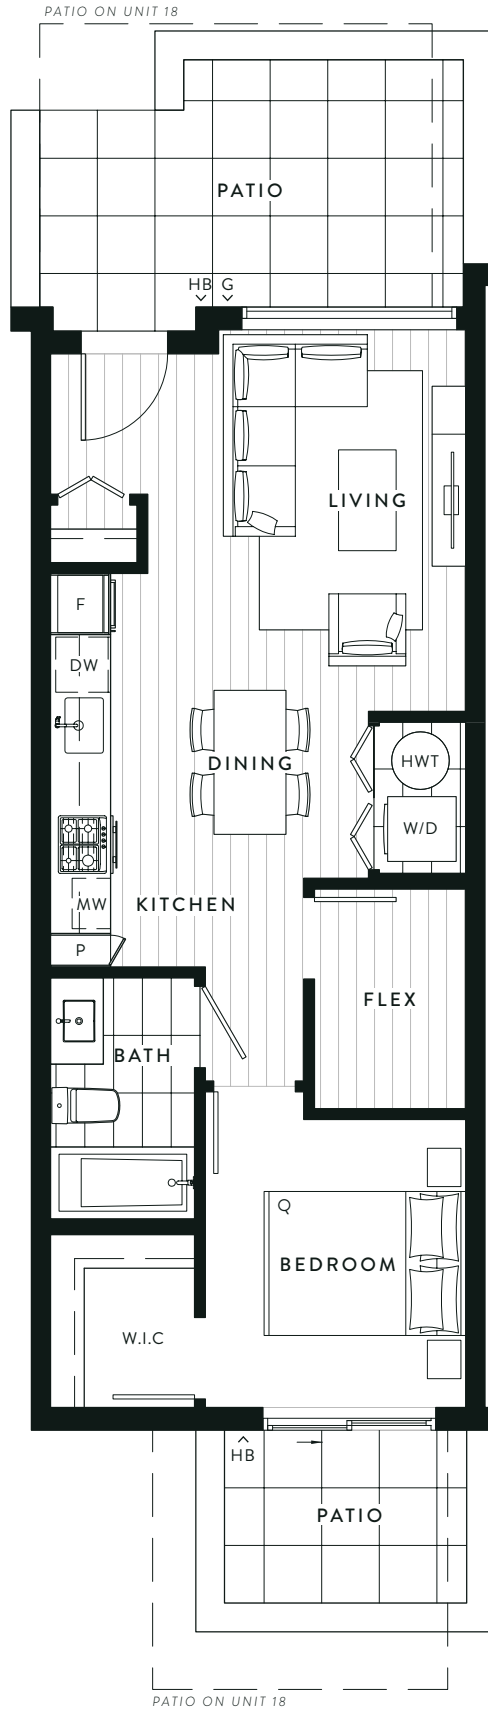 PATIO ON UNIT 18
PATIO
HB G
LIVING
F
DW
DINING
HWT
W/D
MW
KITCHEN
P
FLEX
BATH
Q
BEDROOM
W.I.C
HB
PATIO
PATIO ON UNIT 18